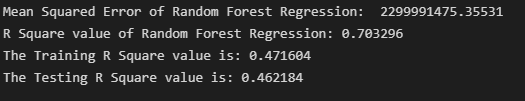 Mean Squared Error of Random Forest Regression:  2299991475.35531
R Square value of Random Forest Regression: 0.703296
The Training R Square value is: 0.471604
The Testing R Square value is: 0.462184